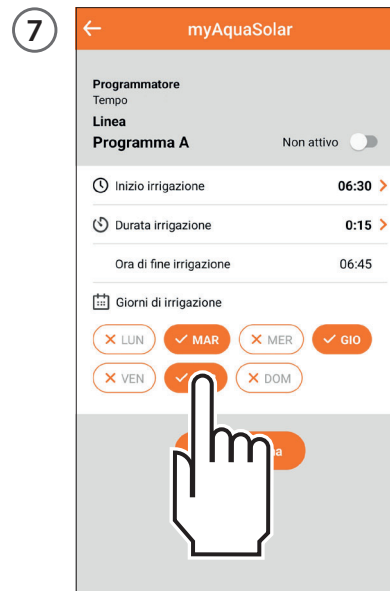 7
myAquaSolar
Programmatore
Tempo
Linea
Programma A Non attivo
Inizio irrigazione 06:30
Durata irrigazione 0:15
Ora di fine irrigazione 06:45
Giorni di irrigazione
LUN MAR MER GIO
VEN DOM